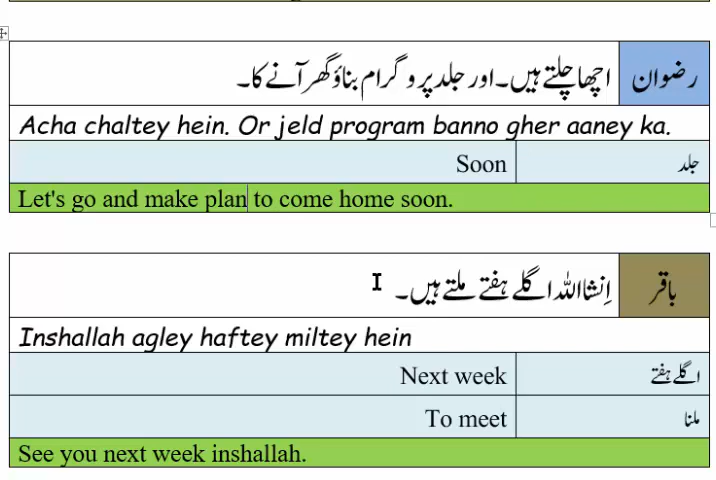 رضوان
اچھا چلتے ہیں۔ اور جلد پروگرام بناؤ گھر آنے کا۔
Acha chaltey hein. Or jeld program banno gher aaney ka.
جلد
Soon
Let's go and make plan to come home soon.
باقر
اِنشااللہ اگلے ہفتے ملتے ہیں۔
Inshallah agley haftey miltey hein
اگلے ہفتے
Next week
ملنا
To meet
See you next week inshallah.